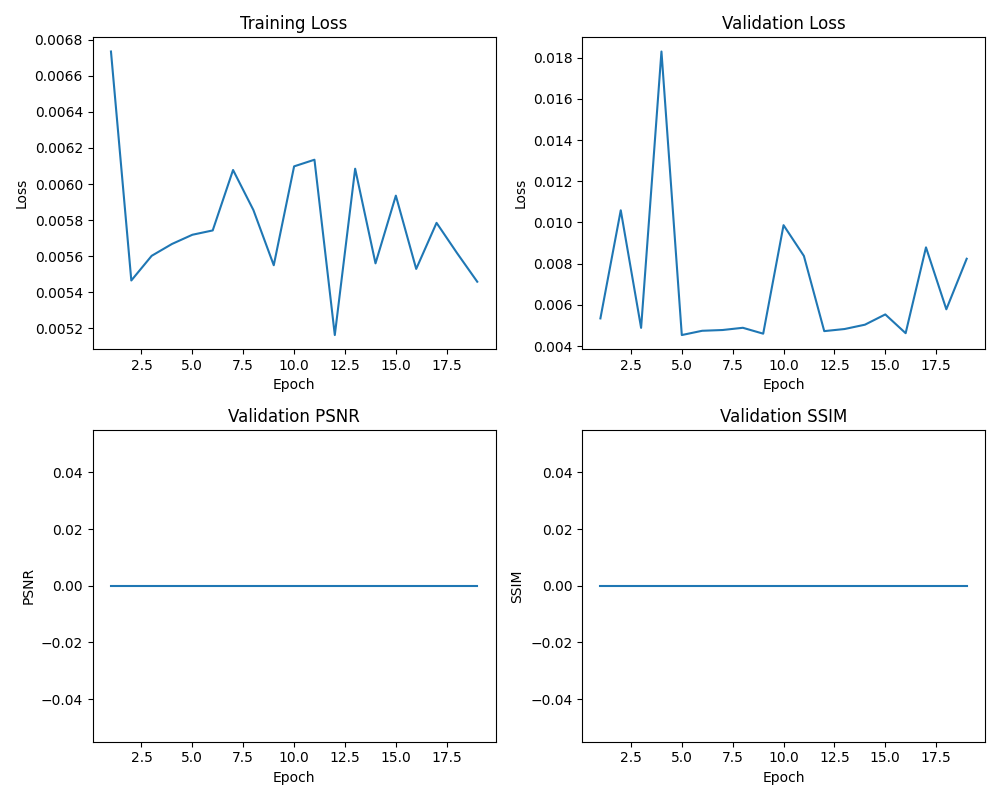 Training Loss
0.0068
0.0066
0.0064
0.0062
0.0060
0.0058
0.0056
0.0054
0.0052
Loss
2.5 5.0 7.5 10.0 12.5 15.0 17.5
Epoch
Validation Loss
0.018
0.016
0.014
0.012
0.010
0.008
0.006
0.004
Loss
2.5 5.0 7.5 10.0 12.5 15.0 17.5
Epoch
Validation PSNR
0.04
0.02
0.00
−0.02
−0.04
PSNR
2.5 5.0 7.5 10.0 12.5 15.0 17.5
Epoch
Validation SSIM
0.04
0.02
0.00
−0.02
−0.04
SSIM
2.5 5.0 7.5 10.0 12.5 15.0 17.5
Epoch